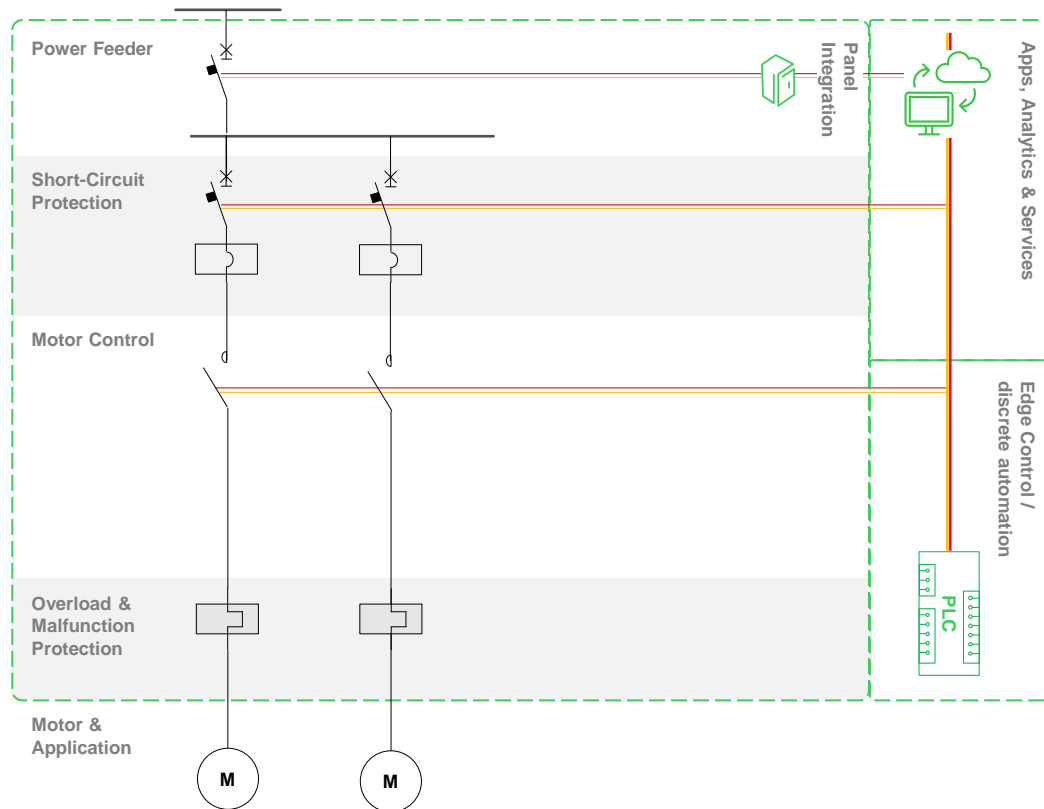 Power Feeder
Panel
Integration
Apps, Analytics & Services
Short-Circuit
Protection
Motor Control
Edge Control /
discrete automation
PLC
Overload &
Malfunction
Protection
Motor &
Application
M
M